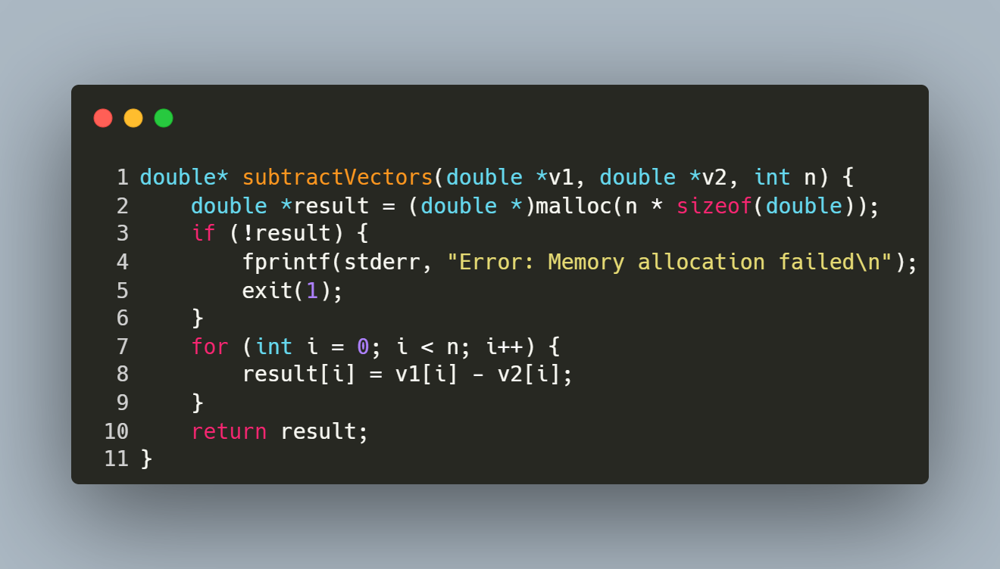 1 double* subtractVectors(double *v1, double *v2, int n) {
2     double *result = (double *)malloc(n * sizeof(double));
3     if (!result) {
4         fprintf(stderr, "Error: Memory allocation failed\n");
5         exit(1);
6     }
7     for (int i = 0; i < n; i++) {
8         result[i] = v1[i] - v2[i];
9     }
10     return result;
11 }